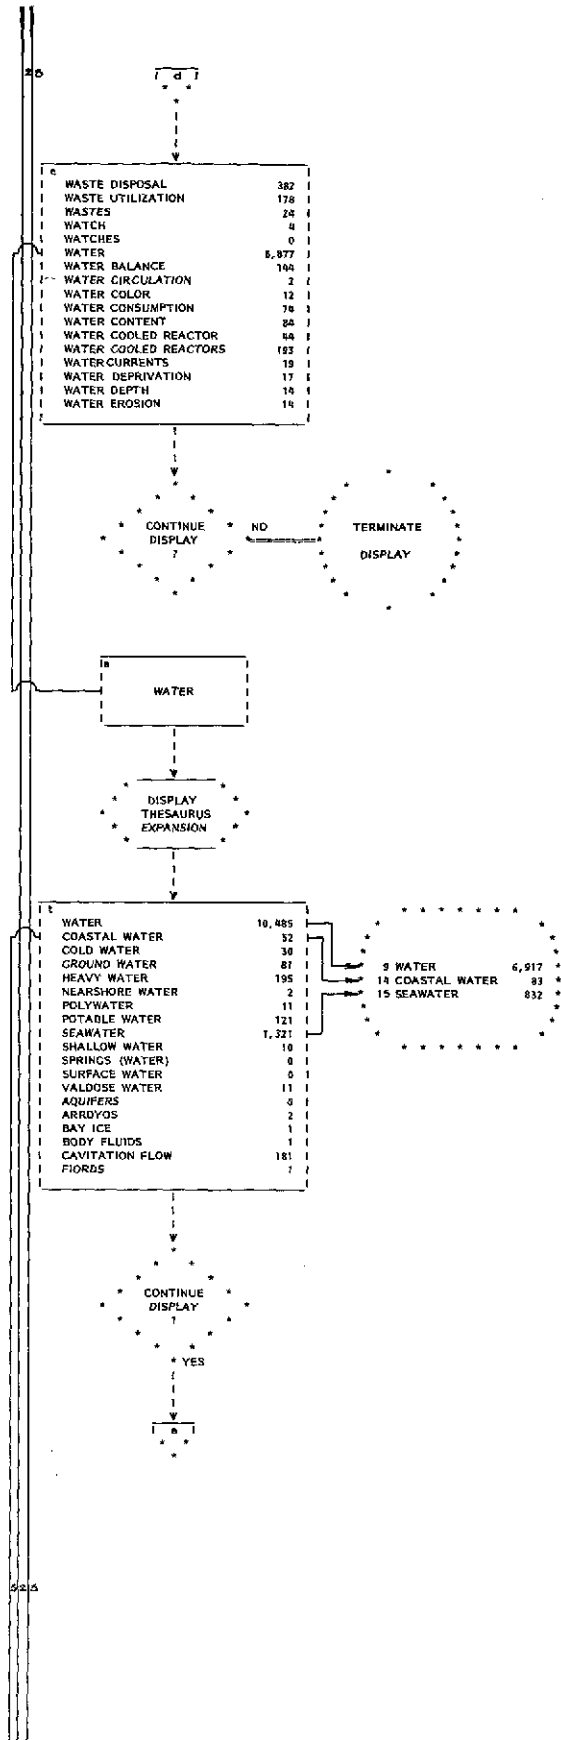 28
d
WASTE DISPOSAL 382
WASTE UTILIZATION 178
WASTES 24
WATCH 4
WATCHES 0
WATER 5,877
WATER BALANCE 144
WATER CIRCULATION 2
WATER COLOR 12
WATER CONSUMPTION 74
WATER CONTENT 84
WATER COOLED REACTOR 44
WATER COOLED REACTORS 193
WATER CURRENTS 19
WATER DEPRIVATION 17
WATER DEPTH 14
WATER EROSION 14
CONTINUE
DISPLAY
?
NO
TERMINATE
DISPLAY
WATER
DISPLAY
THESAURUS
EXPANSION
t
WATER 10,485
COASTAL WATER 52
COLD WATER 30
GROUND WATER 87
HEAVY WATER 195
NEARSHORE WATER 2
POLYWATER 11
POTABLE WATER 121
SEAWATER 1,321
SHALLOW WATER 10
SPRINGS (WATER) 0
SURFACE WATER 0
VALDOSE WATER 11
AQUIFERS 0
ARROYOS 2
BAY ICE 1
BODY FLUIDS 1
CAVITATION FLOW 181
FIORDS
9 WATER 6,917
14 COASTAL WATER 83
15 SEAWATER 832
CONTINUE
DISPLAY
?
YES